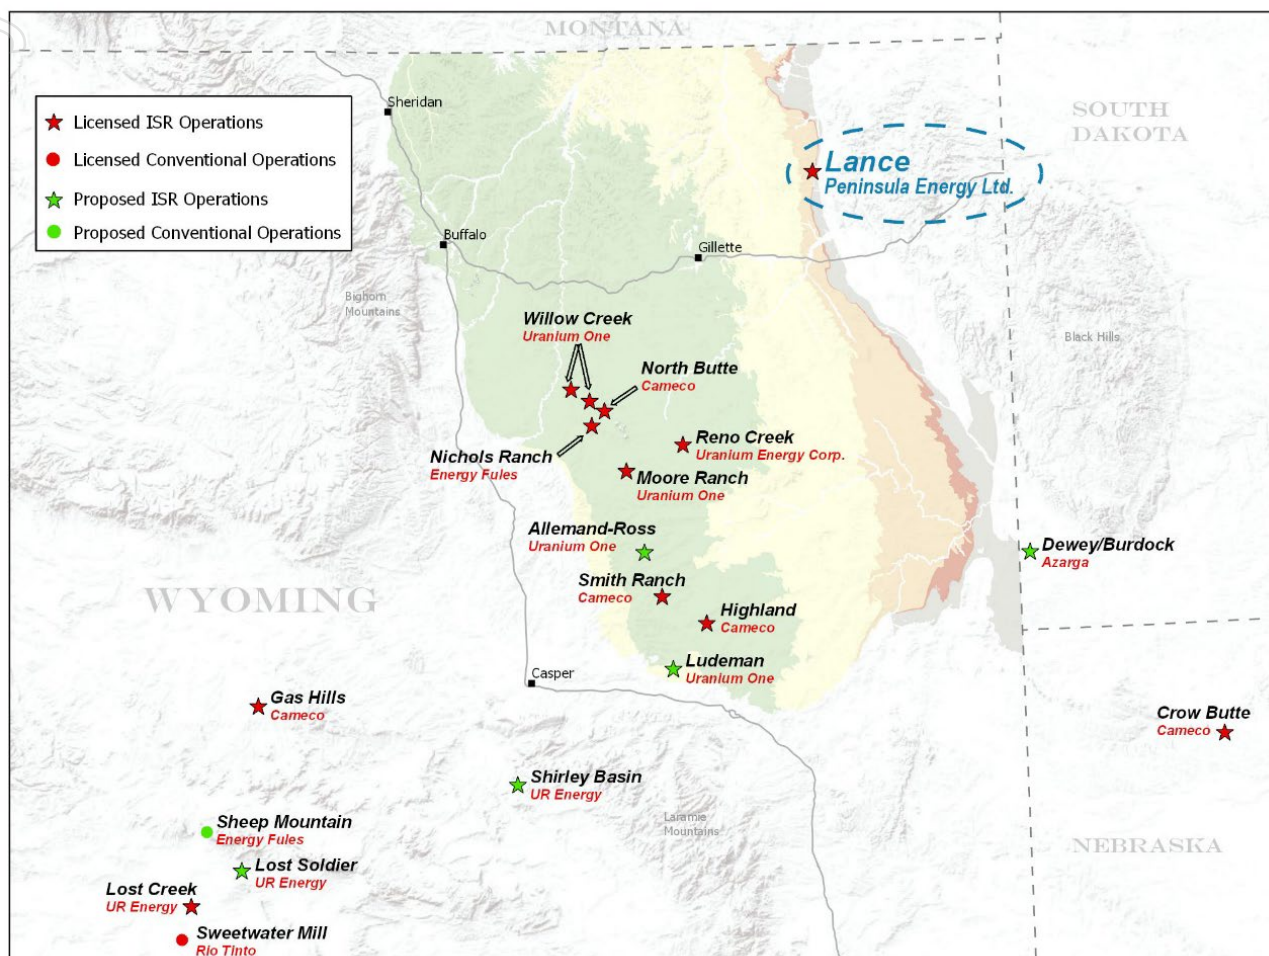 MONTANA
Sheridan
Licensed ISR Operations
Licensed Conventional Operations
Proposed ISR Operations
Proposed Conventional Operations
SOUTH
DAKOTA
Lance
Peninsula Energy Ltd.
Buffalo
Gillette
Bighorn
Mountains
Willow Creek
Uranium One
Black Hills
North Butte
Cameco
Reno Creek
Uranium Energy Corp.
Nichols Ranch
Energy Fules
Moore Ranch
Uranium One
Allemand-Ross
Uranium One
Dewey/Burdock
Azarga
Smith Ranch
Cameco
WYOMING
Highland
Cameco
Ludeman
Uranium One
Casper
Gas Hills
Cameco
Crow Butte
Cameco
Shirley Basin
UR Energy
Sheep Mountain
Energy Fules
Laramie
Mountains
NEBRASKA
Lost Soldier
UR Energy
Lost Creek
UR Energy
Sweetwater Mill
Rio Tinto